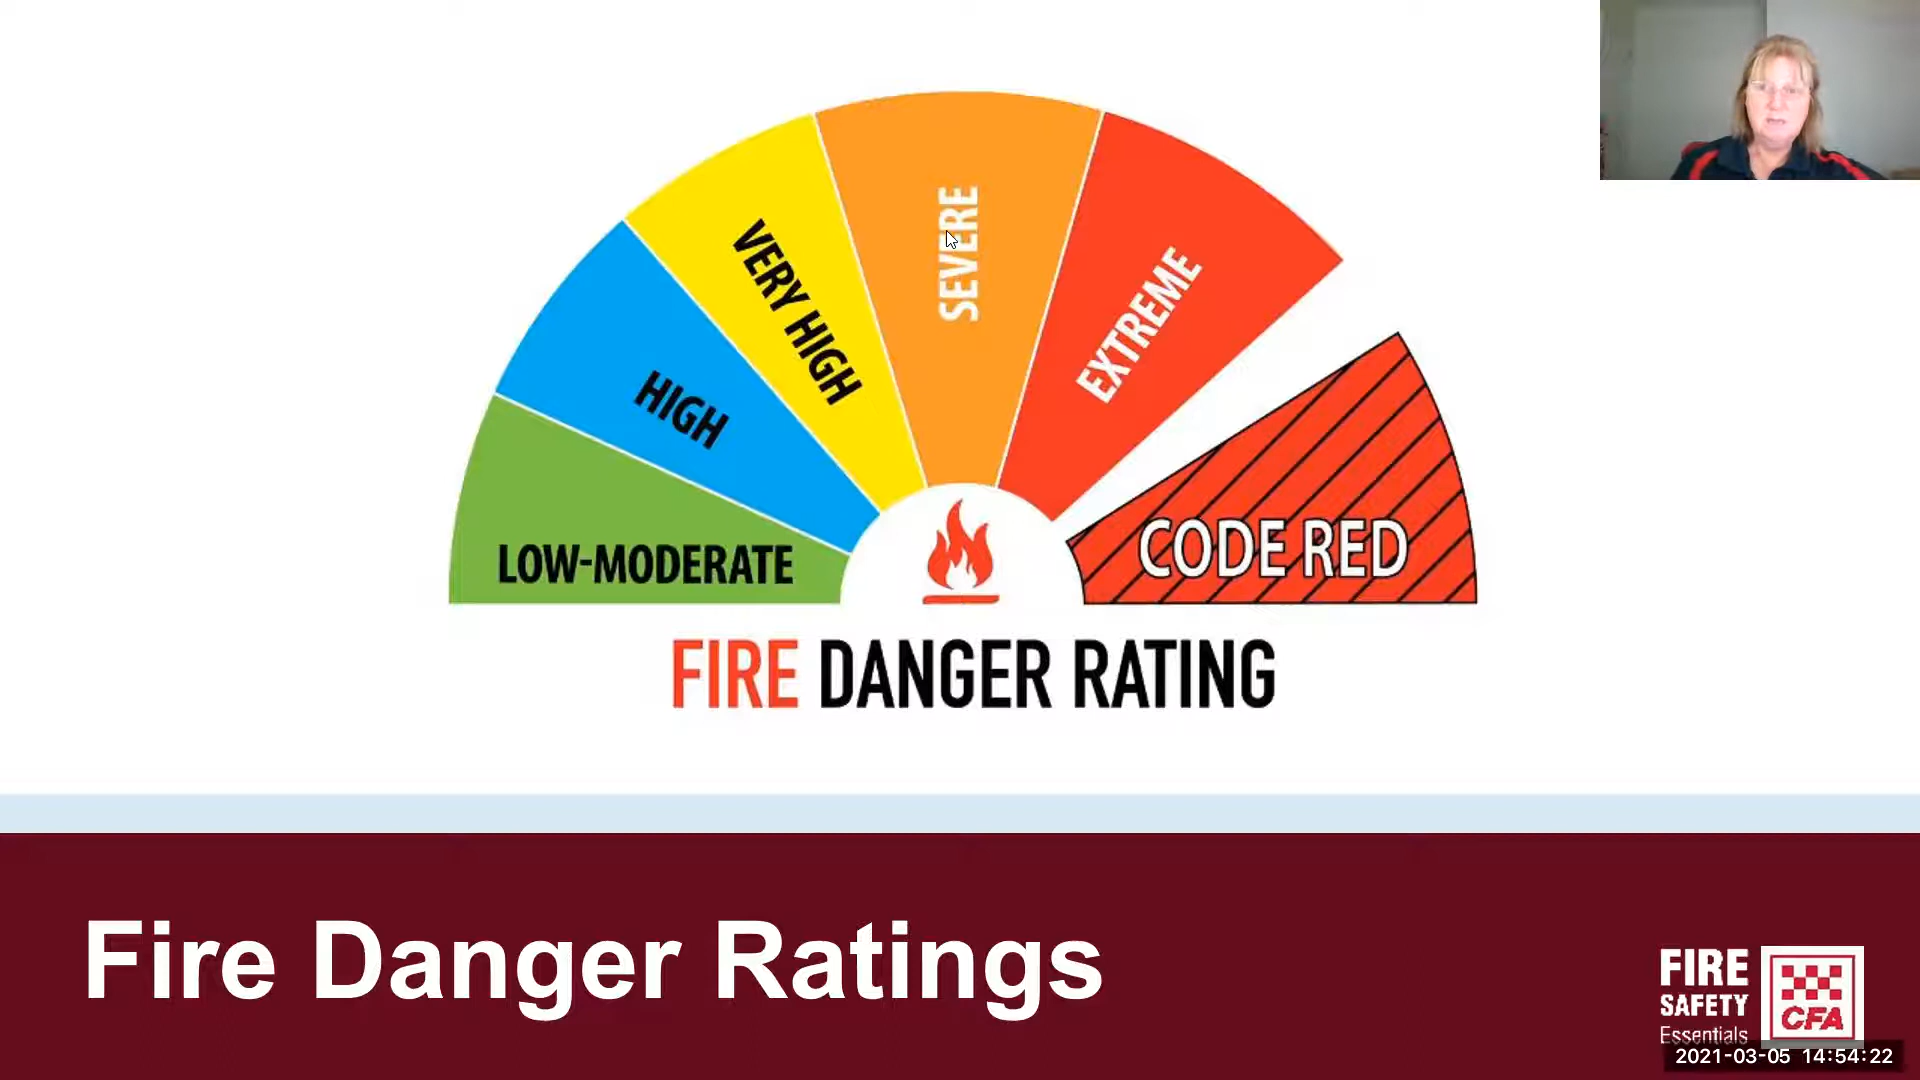 SEVERE
VERY HIGH
EXTREME
HIGH
LOW-MODERATE
CODE RED
FIRE DANGER RATING
Fire Danger Ratings
FIRE
SAFETY
Essentials
CFA
2021-03-05 14:54:22